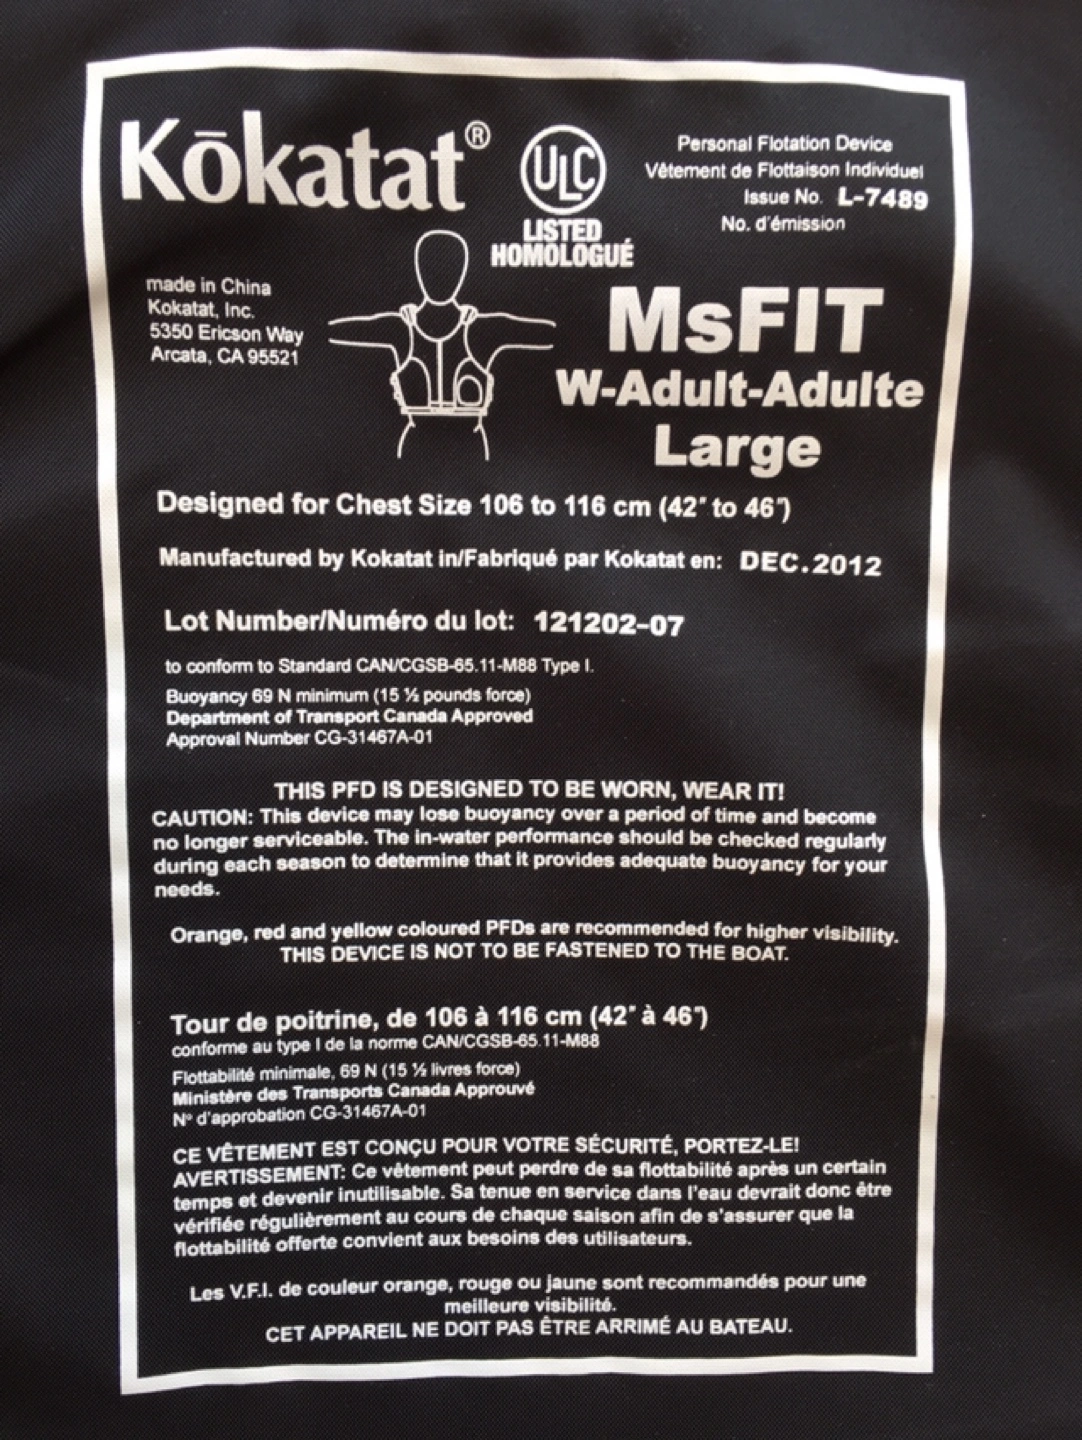 Kōkatat®
ULC
LISTED
HOMOLOGUÉ
Personal Flotation Device
Vêtement de Flottaison Individuel
Issue No. L-7489
No. d'émission
made in China
Kokatat, Inc.
5350 Ericson Way
Arcata, CA 95521
MsFIT
W-Adult-Adulte
Large
Designed for Chest Size 106 to 116 cm (42" to 46")
Manufactured by Kokatat in/Fabriqué par Kokatat en: DEC.2012
Lot Number/Numéro du lot: 121202-07
to conform to Standard CAN/CGSB-65.11-M88 Type I.
Buoyancy 69 N minimum (15 ½ pounds force)
Department of Transport Canada Approved
Approval Number CG-31467A-01
THIS PFD IS DESIGNED TO BE WORN, WEAR IT!
CAUTION: This device may lose buoyancy over a period of time and become
no longer serviceable. The in-water performance should be checked regularly
during each season to determine that it provides adequate buoyancy for your
needs.
Orange, red and yellow coloured PFDs are recommended for higher visibility.
THIS DEVICE IS NOT TO BE FASTENED TO THE BOAT.
Tour de poitrine, de 106 à 116 cm (42" à 46")
conforme au type I de la norme CAN/CGSB-65.11-M88
Flottabilité minimale, 69 N (15 ½ livres force)
Ministère des Transports Canada Approuvé
Nº d'approbation CG-31467A-01
CE VÊTEMENT EST CONÇU POUR VOTRE SÉCURITÉ, PORTEZ-LE!
AVERTISSEMENT: Ce vêtement peut perdre de sa flottabilité après un certain
temps et devenir inutilisable. Sa tenue en service dans l'eau devrait donc être
vérifiée régulièrement au cours de chaque saison afin de s'assurer que la
flottabilité offerte convient aux besoins des utilisateurs.
Les V.F.I. de couleur orange, rouge ou jaune sont recommandés pour une
meilleure visibilité.
CET APPAREIL NE DOIT PAS ÊTRE ARRIMÉ AU BATEAU.